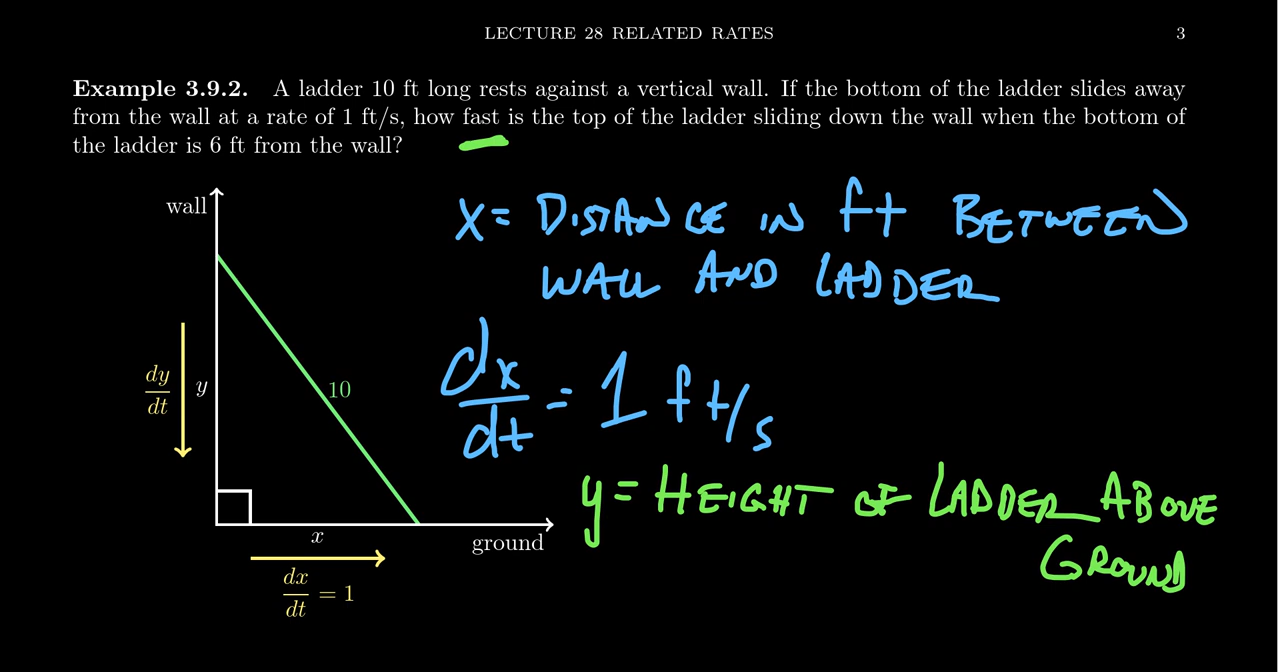 LECTURE 28 RELATED RATES 3
Example 3.9.2. A ladder 10 ft long rests against a vertical wall. If the bottom of the ladder slides away
from the wall at a rate of 1 ft/s, how fast is the top of the ladder sliding down the wall when the bottom of
the ladder is 6 ft from the wall?
wall
x = DISTANCE IN ft BETWEEN
WALL AND LADDER
dy/dt y 10
dx/dt = 1 ft/s
y = HEIGHT OF LADDER ABOVE
GROUND
x
ground
dx/dt = 1